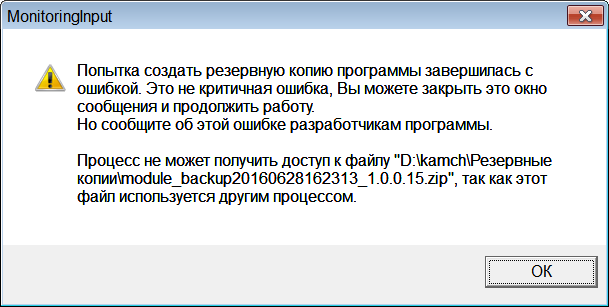 MonitoringInput
Попытка создать резервную копию программы завершилась с
ошибкой. Это не критичная ошибка, Вы можете закрыть это окно
сообщения и продолжить работу.
Но сообщите об этой ошибке разработчикам программы.
Процесс не может получить доступ к файлу "D:\kamch\Резервные
копии\module_backup20160628162313_1.0.0.15.zip", так как этот
файл используется другим процессом.
ОК